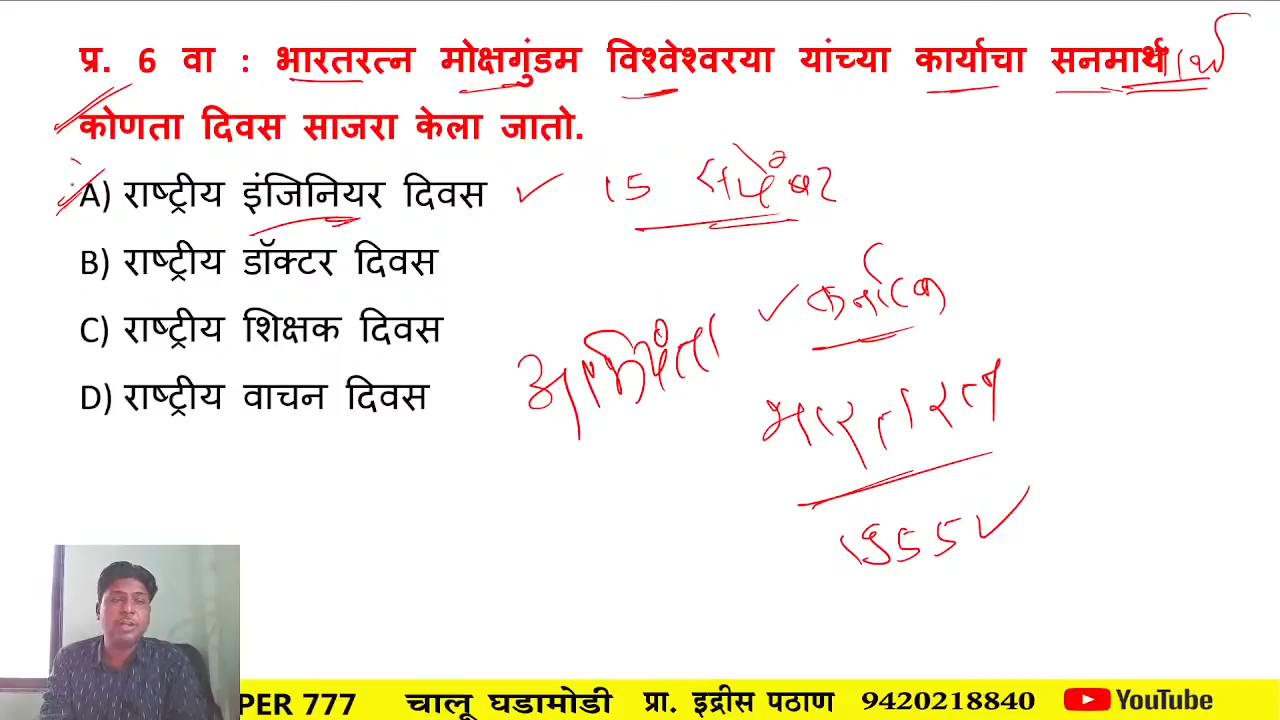 प्र. 6 वा : भारतरत्न मोक्षगुंडम विश्वेश्वरया यांच्या कार्याचा सनमार्थ
कोणता दिवस साजरा केला जातो.
A) राष्ट्रीय इंजिनियर दिवस 15 सप्टेंबर
B) राष्ट्रीय डॉक्टर दिवस
कर्नाटक
C) राष्ट्रीय शिक्षक दिवस
अभियंता
D) राष्ट्रीय वाचन दिवस
भारतरत्न
1955
PER 777 चालू घडामोडी प्रा. इद्रीस पठाण 9420218840 YouTube